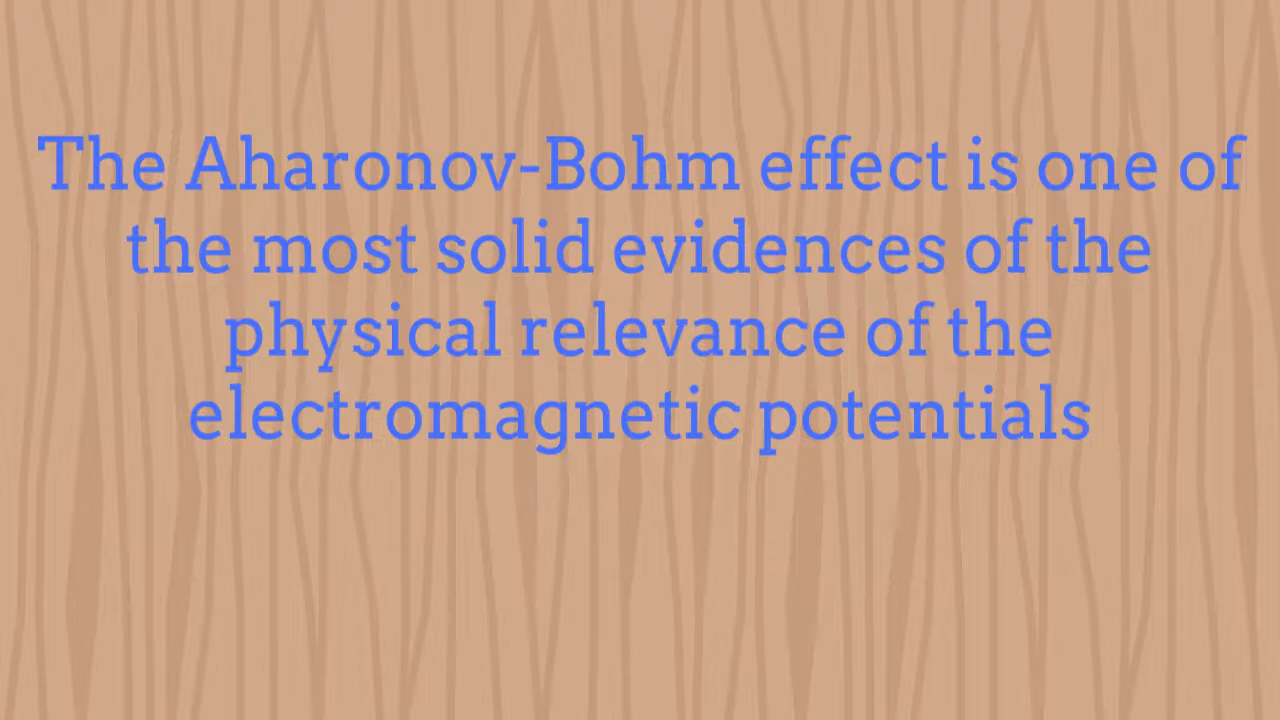 The Aharonov-Bohm effect is one of
the most solid evidences of the
physical relevance of the
electromagnetic potentials